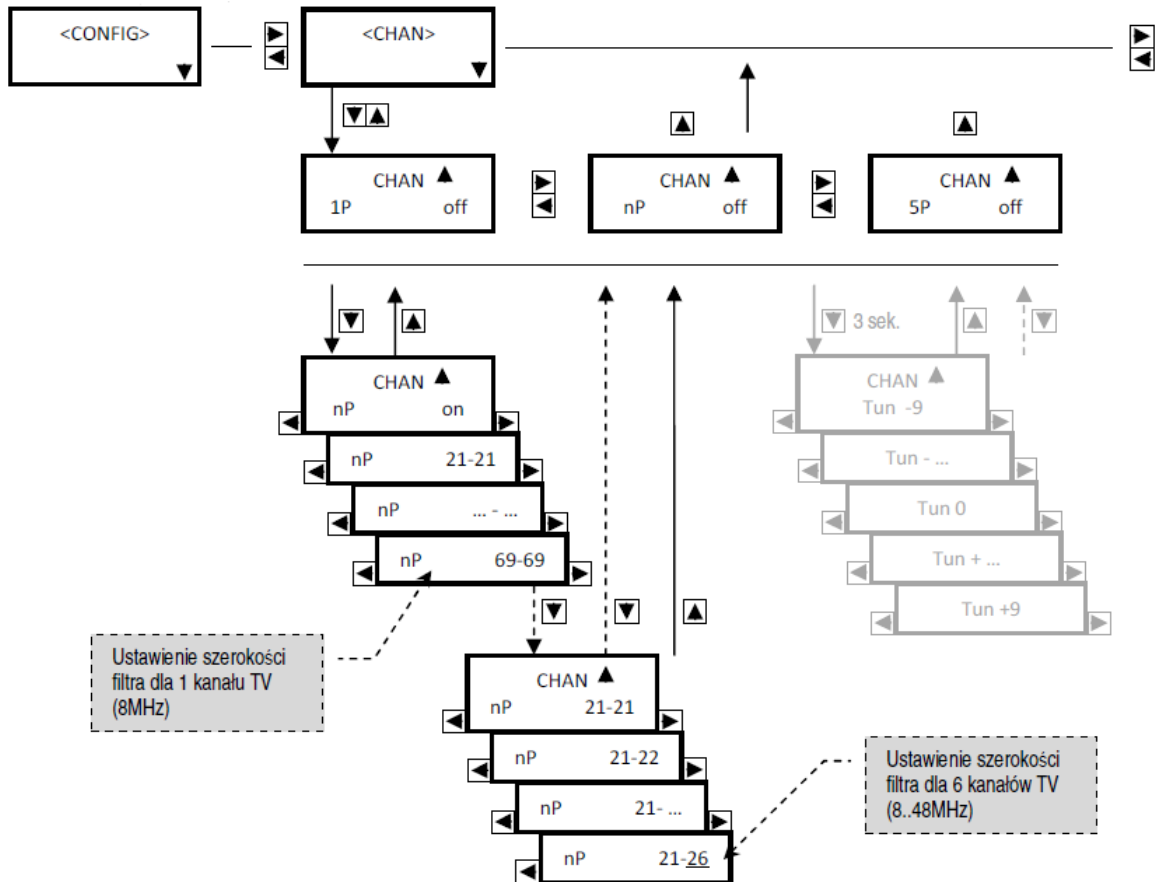 <CONFIG>
<CHAN>
CHAN
1P off
CHAN
nP off
CHAN
5P off
3 sek.
CHAN
nP on
nP 21-21
nP ... - ...
nP 69-69
CHAN
Tun -9
Tun - ...
Tun 0
Tun + ...
Tun +9
Ustawienie szerokości
filtra dla 1 kanału TV
(8MHz)
CHAN
nP 21-21
nP 21-22
nP 21- ...
nP 21-26
Ustawienie szerokości
filtra dla 6 kanałów TV
(8..48MHz)